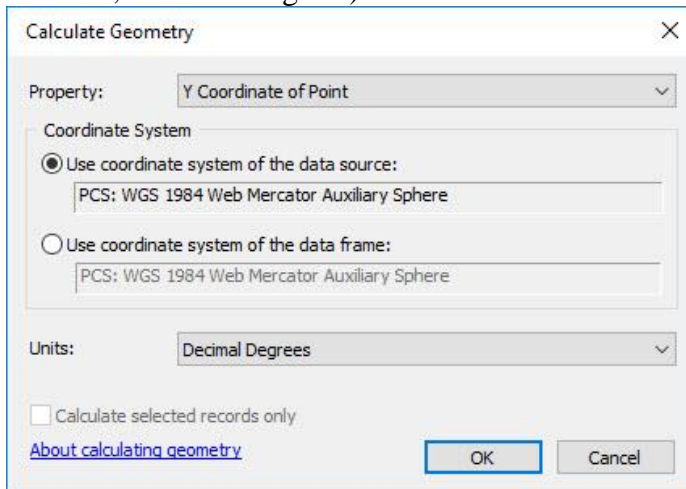 Calculate Geometry
Property: Y Coordinate of Point
Coordinate System
Use coordinate system of the data source:
PCS: WGS 1984 Web Mercator Auxiliary Sphere
Use coordinate system of the data frame:
PCS: WGS 1984 Web Mercator Auxiliary Sphere
Units: Decimal Degrees
Calculate selected records only
About calculating geometry OK Cancel